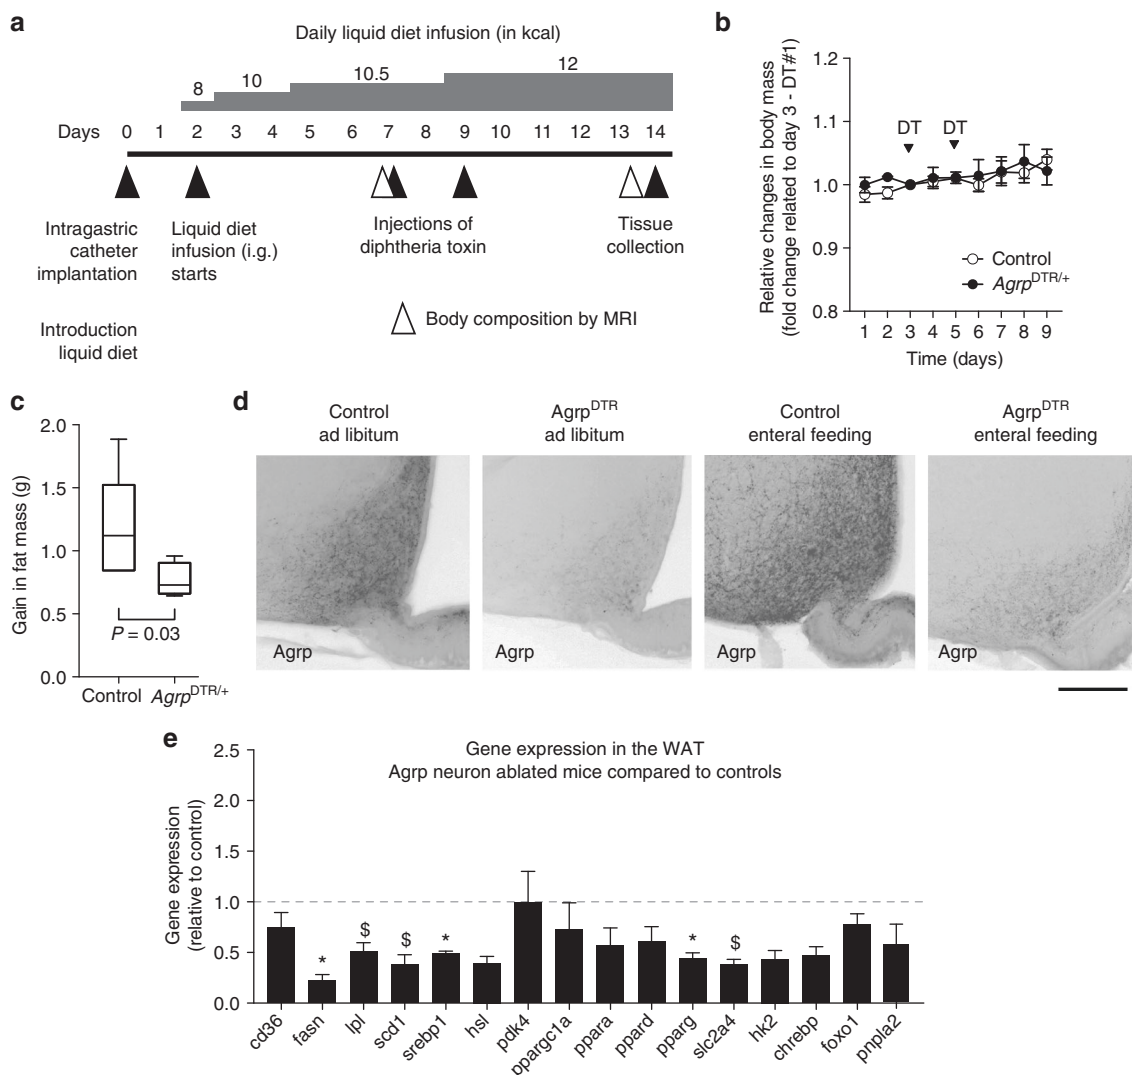 a
Daily liquid diet infusion (in kcal)
8 10 10.5 12
Days 0 1 2 3 4 5 6 7 8 9 10 11 12 13 14
Intragastric
catheter
implantation
Liquid diet
infusion (i.g.)
starts
Injections of
diphtheria toxin
Tissue
collection
Introduction
liquid diet
Body composition by MRI
b
Relative changes in body mass
(fold change related to day 3 - DT#1)
1.2
1.1
1.0
0.9
0.8
DT DT
Control
Agrp^DTR/+
1 2 3 4 5 6 7 8 9
Time (days)
c
Gain in fat mass (g)
2.0
1.5
1.0
0.5
0.0
P = 0.03
Control Agrp^DTR/+
d
Control
ad libitum
Agrp^DTR
ad libitum
Control
enteral feeding
Agrp^DTR
enteral feeding
Agrp Agrp Agrp Agrp
e
Gene expression in the WAT
Agrp neuron ablated mice compared to controls
Gene expression
(relative to control)
2.5
2.0
1.5
1.0
0.5
0.0
* $ $ * * $
cd36 fasn lpl scd1 srebp1 hsl pdk4 ppargc1a ppara ppard pparg slc2a4 hk2 chrebp foxo1 pnpla2